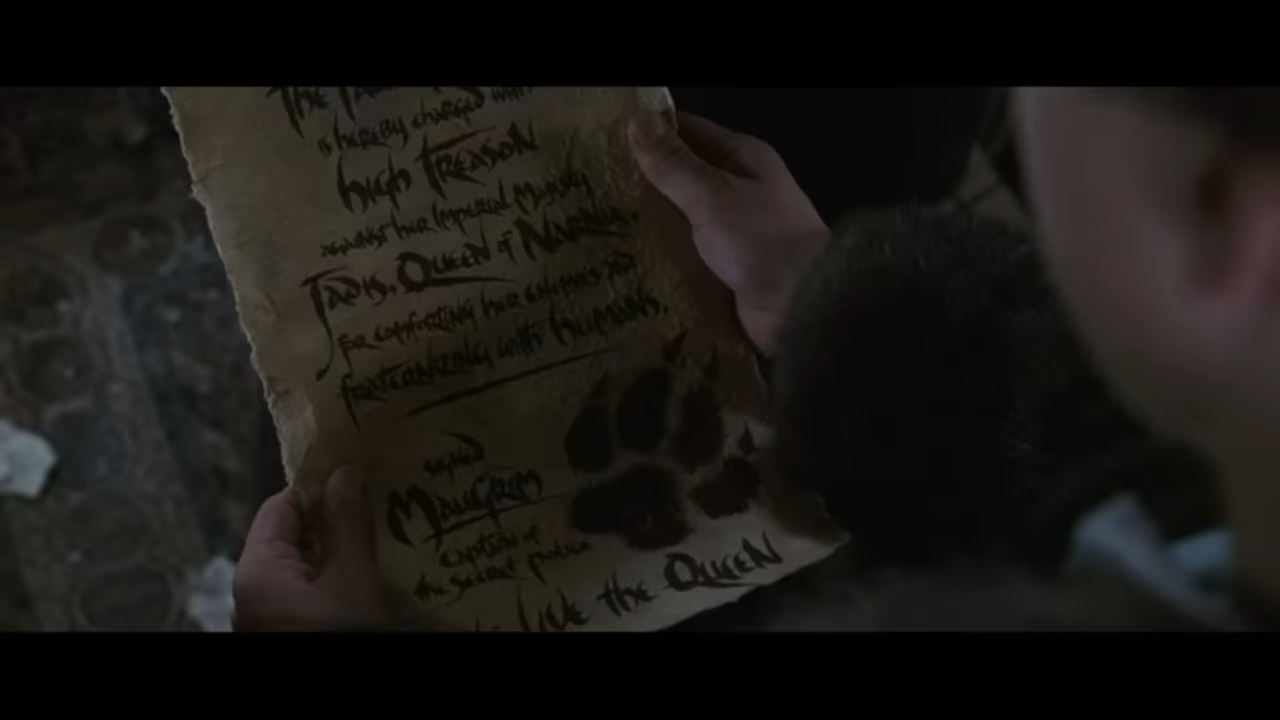 THE
is hereby charged with
high Treason
against her Imperial Majesty
Jadis, Queen of Narnia,
for comforting her enemies and
fraternizing with humans.
signed
Maugrim
Captain of
the Secret Police
Live the Queen